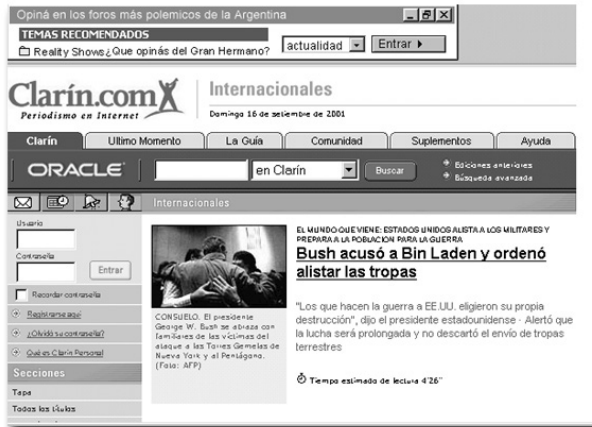 Opiná en los foros más polemicos de la Argentina
TEMAS RECOMENDADOS
Reality Shows¿Que opinás del Gran Hermano?
actualidad
Entrar
Clarín.com
Periodismo en Internet
Internacionales
Domingo 16 de setiembre de 2001
Clarín
Ultimo Momento
La Guía
Comunidad
Suplementos
Ayuda
ORACLE
en Clarín
Buscar
Ediciones anteriores
Búsqueda avanzada
Internacionales
Usuario
Contraseña
Entrar
Recordar contraseña
Registrarme aquí
¿Olvidó su contraseña?
Qué es Clarín Personal
Secciones
Tapa
Todos los títulos
CONSUELO. El presidente
George W. Bush se abraza con
familiares de las víctimas del
ataque a las Torres Gemelas de
Nueva York y al Pentágono.
(Foto: AFP)
EL MUNDO QUE VIENE: ESTADOS UNIDOS ALISTA A LOS MILITARES Y
PREPARA A LA POBLACION PARA LA GUERRA
Bush acusó a Bin Laden y ordenó
alistar las tropas
"Los que hacen la guerra a EE.UU. eligieron su propia
destrucción", dijo el presidente estadounidense - Alertó que
la lucha será prolongada y no descartó el envío de tropas
terrestres
Tiempo estimado de lectura 4'26"